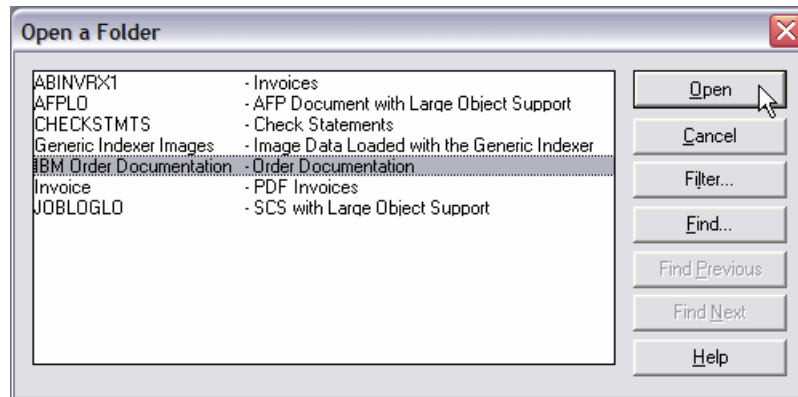 Open a Folder
ABINVRX1 - Invoices
AFPLO - AFP Document with Large Object Support
CHECKSTMTS - Check Statements
Generic Indexer Images - Image Data Loaded with the Generic Indexer
IBM Order Documentation - Order Documentation
Invoice - PDF Invoices
JOBLOGLO - SCS with Large Object Support
Open
Cancel
Filter...
Find...
Find Previous
Find Next
Help